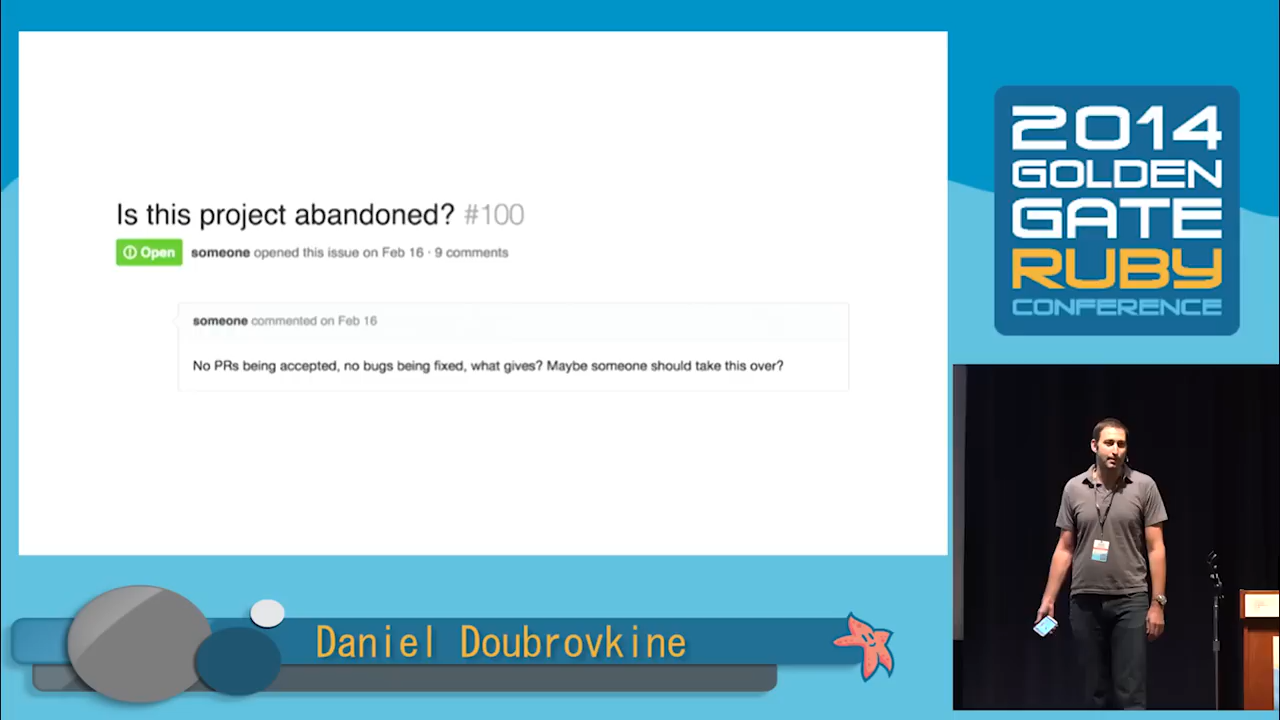 Is this project abandoned? #100
Open someone opened this issue on Feb 16 · 9 comments
someone commented on Feb 16
No PRs being accepted, no bugs being fixed, what gives? Maybe someone should take this over?
2014
GOLDEN
GATE
RUBY
CONFERENCE
Daniel Doubrovkine